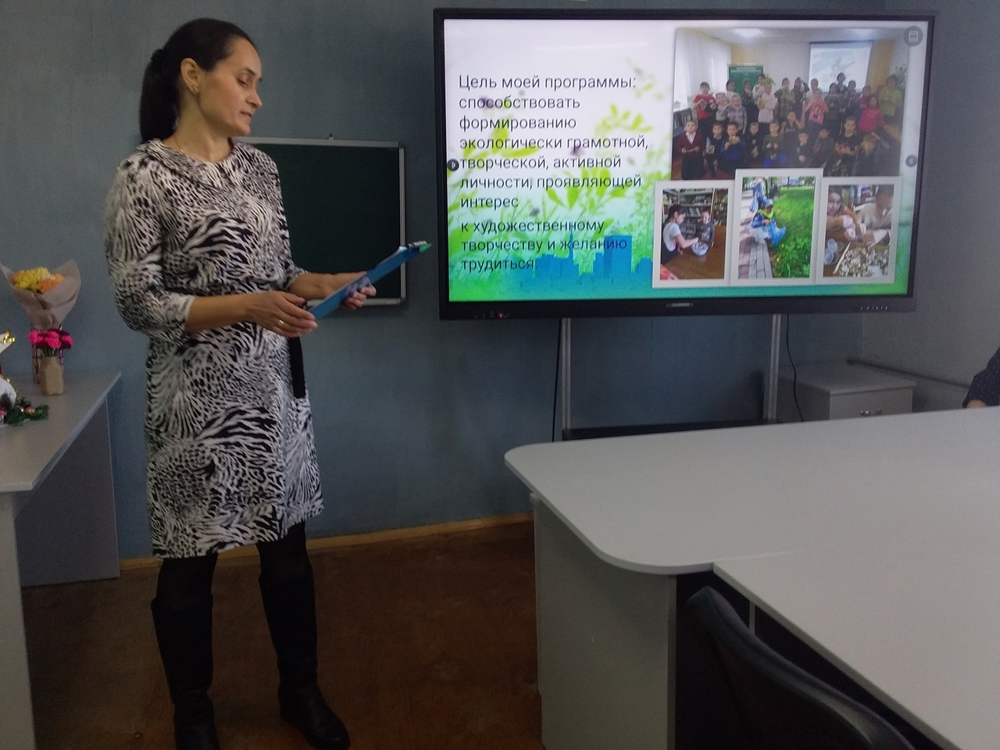 Цель моей программы:
способствовать
формированию
экологически грамотной,
творческой, активной
личности, проявляющей
интерес
к художественному
творчеству и желанию
трудиться.